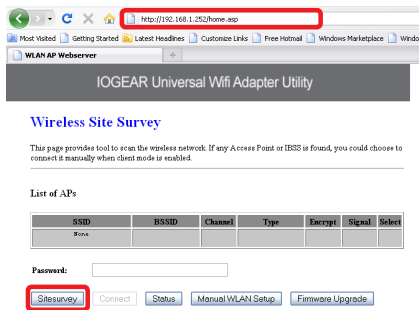 http://192.168.1.252/home.asp
Most Visited Getting Started Latest Headlines Customize Links Free Hotmail Windows Marketplace Windo
WLAN AP Webserver
IOGEAR Universal Wifi Adapter Utility
Wireless Site Survey
This page provides tool to scan the wireless network. If any Access Point or IBSS is found, you could choose to
connect it manually when client mode is enabled.
List of APs
SSID BSSID Channel Type Encrypt Signal Select
None
Password:
Sitesurvey Connect Status Manual WLAN Setup Firmware Upgrade